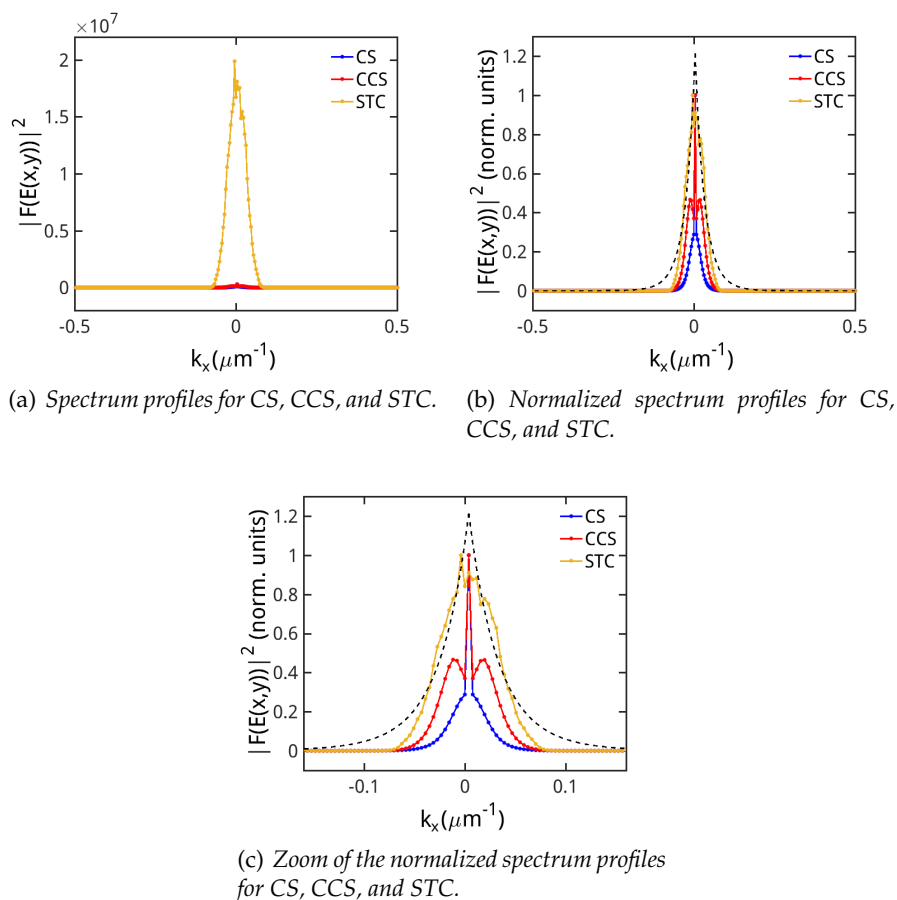 ×10⁷
2
1.5
1
0.5
0
-0.5 0 0.5
|F(E(x,y))|²
kₓ(μm⁻¹)
CS
CCS
STC
1.2
1
0.8
0.6
0.4
0.2
0
-0.5 0 0.5
|F(E(x,y))|² (norm. units)
kₓ(μm⁻¹)
CS
CCS
STC
(a) Spectrum profiles for CS, CCS, and STC.
(b) Normalized spectrum profiles for CS,
CCS, and STC.
1.2
1
0.8
0.6
0.4
0.2
0
-0.1 0 0.1
|F(E(x,y))|² (norm. units)
kₓ(μm⁻¹)
CS
CCS
STC
(c) Zoom of the normalized spectrum profiles
for CS, CCS, and STC.